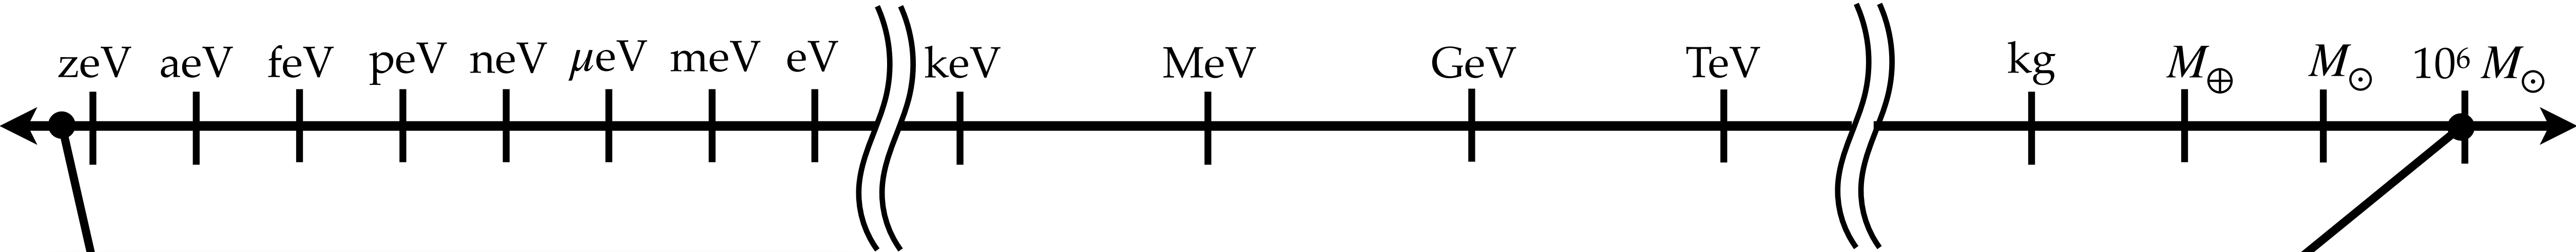 zeV aeV feV peV neV μeV meV eV keV MeV GeV TeV kg M⊕ M⊙ 10⁶ M⊙